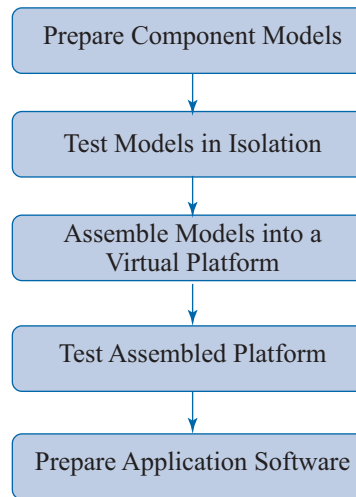 Prepare Component Models
Test Models in Isolation
Assemble Models into a
Virtual Platform
Test Assembled Platform
Prepare Application Software